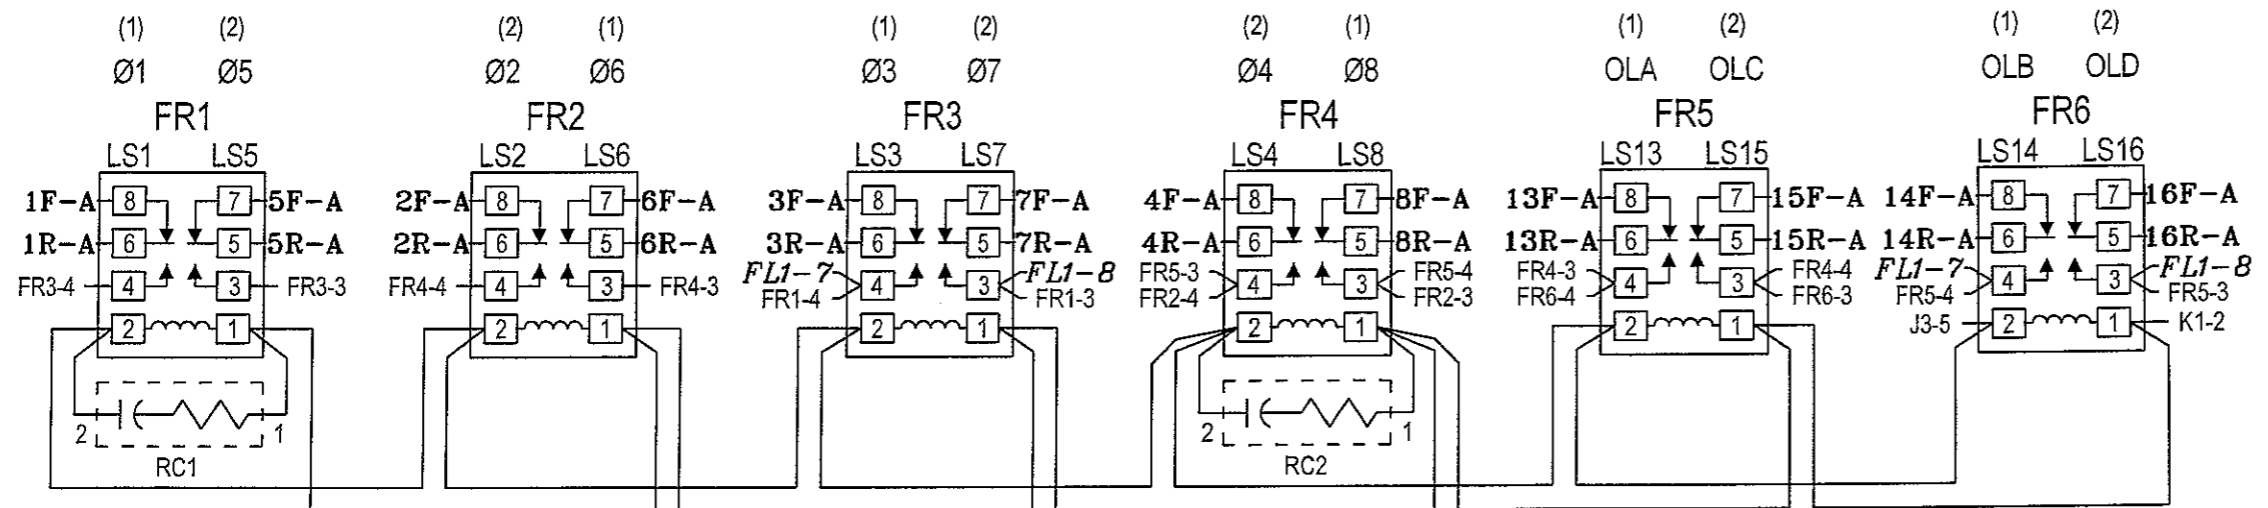 (1) (2) (2) (1) (1) (2) (2) (1) (1) (2) (1) (2)
Ø1 Ø5 Ø2 Ø6 Ø3 Ø7 Ø4 Ø8 OLA OLC OLB OLD
FR1 FR2 FR3 FR4 FR5 FR6
LS1 LS5 LS2 LS6 LS3 LS7 LS4 LS8 LS13 LS15 LS14 LS16
1F-A 8 7 5F-A 2F-A 8 7 6F-A 3F-A 8 7 7F-A 4F-A 8 7 8F-A 13F-A 8 7 15F-A 14F-A 8 7 16F-A
1R-A 6 5 5R-A 2R-A 6 5 6R-A 3R-A 6 5 7R-A 4R-A 6 5 8R-A 13R-A 6 5 15R-A 14R-A 6 5 16R-A
FL1-7 FL1-8 FR5-3 FR5-4 FR4-3 FR4-4 FL1-7 FL1-8
FR3-4 4 3 FR3-3 FR4-4 4 3 FR4-3 FR1-4 4 3 FR1-3 FR2-4 4 3 FR2-3 FR6-4 4 3 FR6-3 FR5-4 4 3 FR5-3
2 1 2 1 2 1 2 1 2 1 J3-5 2 1 K1-2
2 1 2 1
RC1 RC2